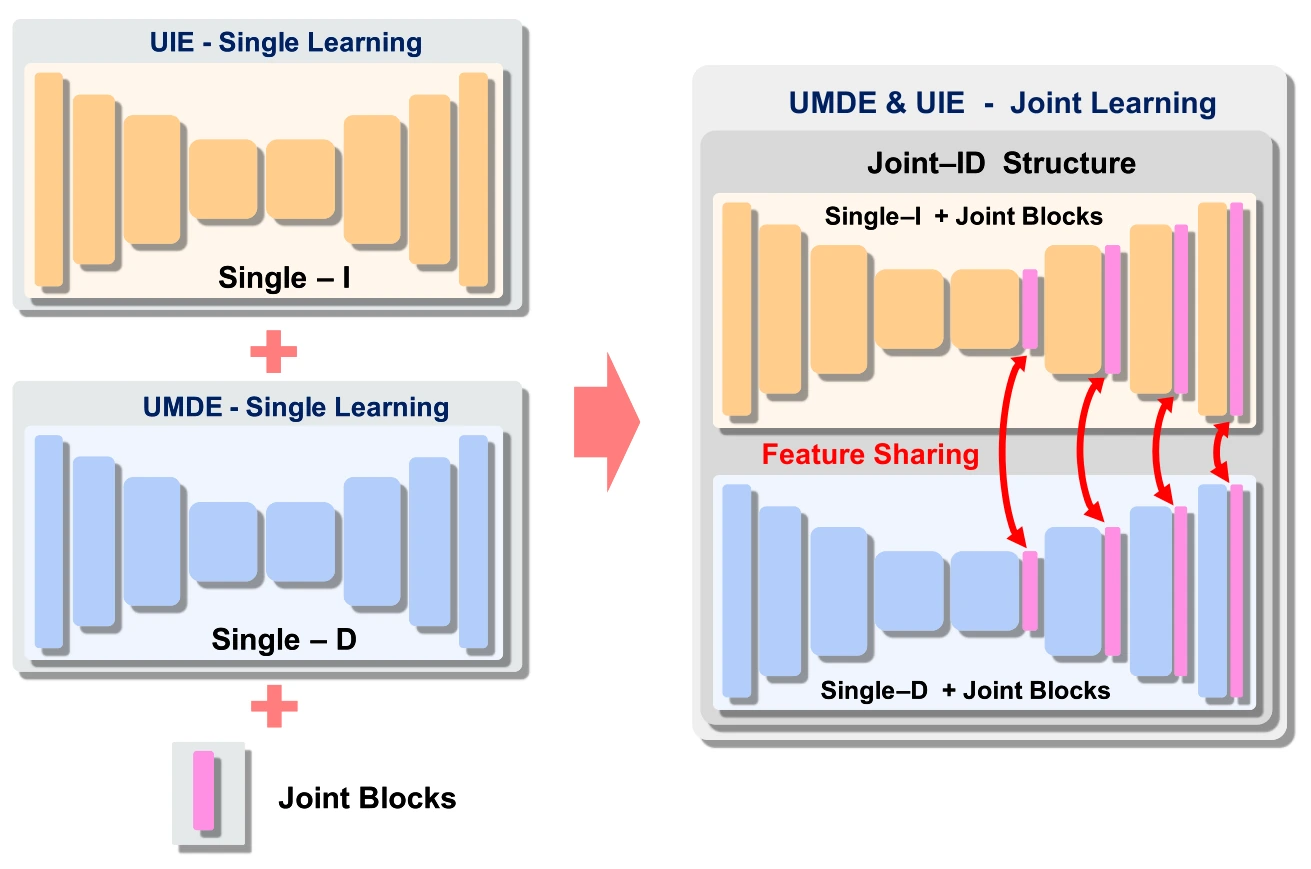 UIE - Single Learning
Single – I
UMDE - Single Learning
Single – D
Joint Blocks
UMDE & UIE - Joint Learning
Joint–ID Structure
Single–I + Joint Blocks
Feature Sharing
Single–D + Joint Blocks